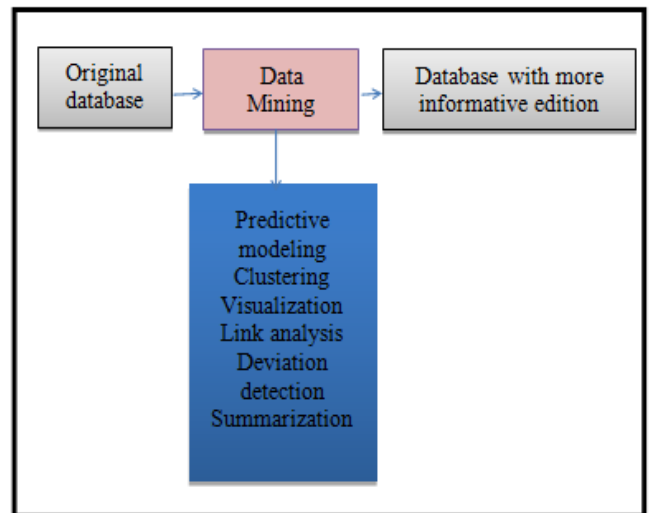 Original
database
Data
Mining
Database with more
informative edition
Predictive
modeling
Clustering
Visualization
Link analysis
Deviation
detection
Summarization